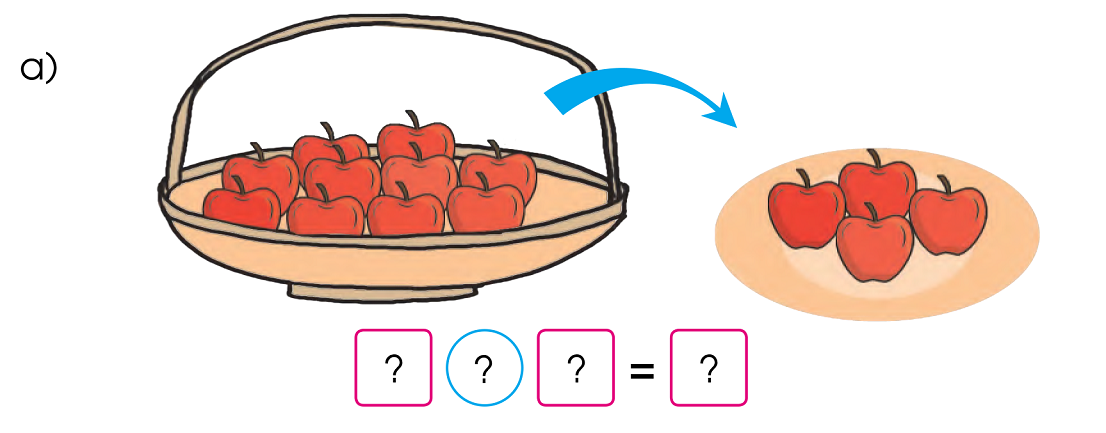 a)
? ? ? = ?